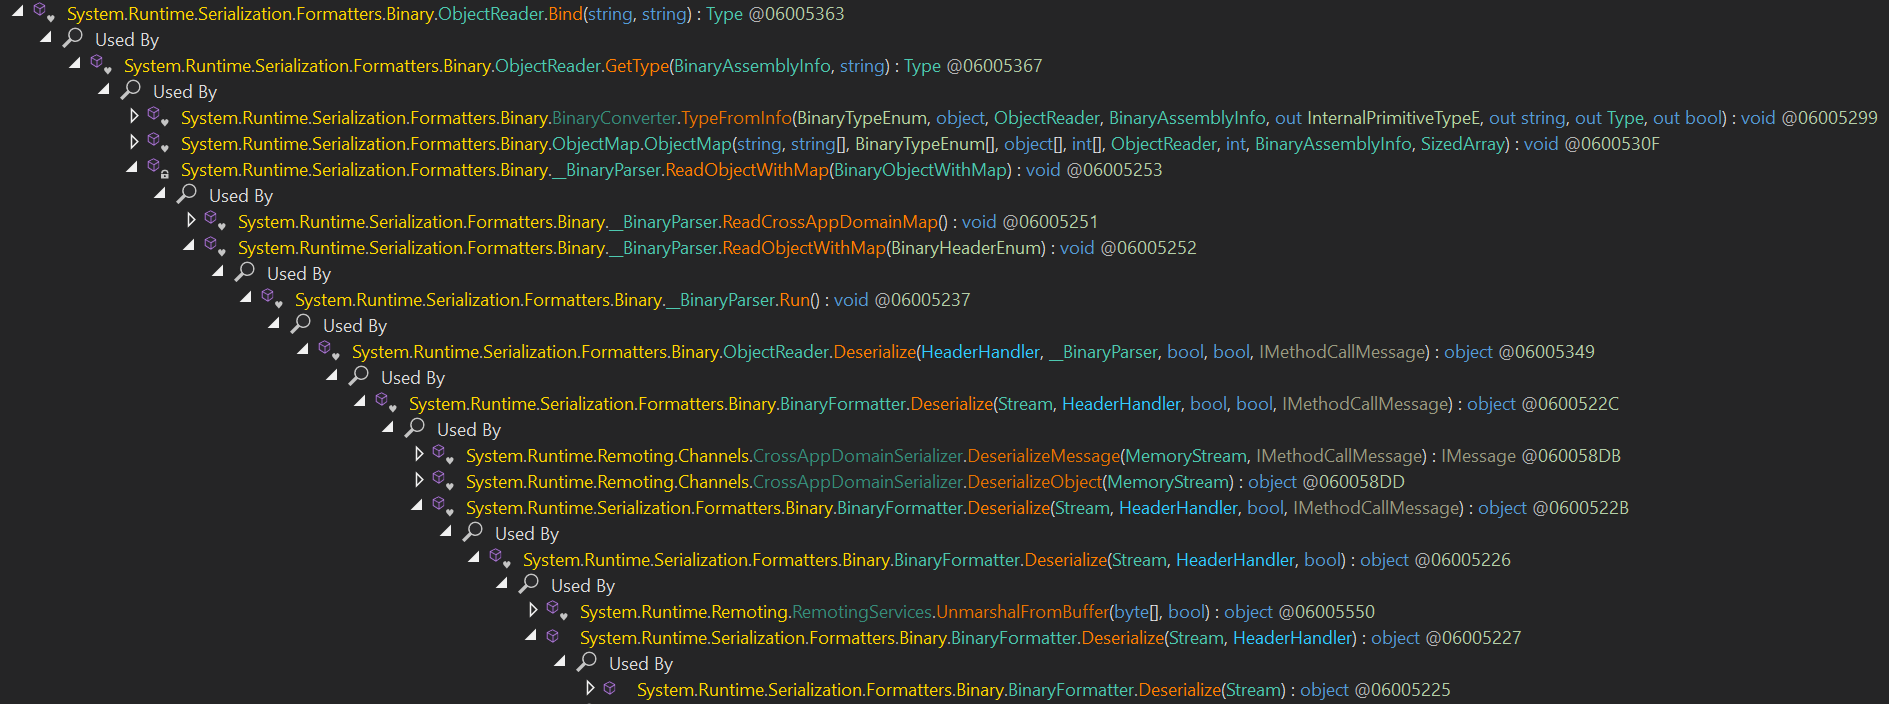 System.Runtime.Serialization.Formatters.Binary.ObjectReader.Bind(string, string) : Type @06005363
Used By
System.Runtime.Serialization.Formatters.Binary.ObjectReader.GetType(BinaryAssemblyInfo, string) : Type @06005367
Used By
System.Runtime.Serialization.Formatters.Binary.BinaryConverter.TypeFromInfo(BinaryTypeEnum, object, ObjectReader, BinaryAssemblyInfo, out InternalPrimitiveTypeE, out string, out Type, out bool) : void @06005299
System.Runtime.Serialization.Formatters.Binary.ObjectMap.ObjectMap(string, string[], BinaryTypeEnum[], object[], int[], ObjectReader, int, BinaryAssemblyInfo, SizedArray) : void @0600530F
System.Runtime.Serialization.Formatters.Binary.__BinaryParser.ReadObjectWithMap(BinaryObjectWithMap) : void @06005253
Used By
System.Runtime.Serialization.Formatters.Binary.__BinaryParser.ReadCrossAppDomainMap() : void @06005251
System.Runtime.Serialization.Formatters.Binary.__BinaryParser.ReadObjectWithMap(BinaryHeaderEnum) : void @06005252
Used By
System.Runtime.Serialization.Formatters.Binary.__BinaryParser.Run() : void @06005237
Used By
System.Runtime.Serialization.Formatters.Binary.ObjectReader.Deserialize(HeaderHandler, __BinaryParser, bool, bool, IMethodCallMessage) : object @06005349
Used By
System.Runtime.Serialization.Formatters.Binary.BinaryFormatter.Deserialize(Stream, HeaderHandler, bool, bool, IMethodCallMessage) : object @0600522C
Used By
System.Runtime.Remoting.Channels.CrossAppDomainSerializer.DeserializeMessage(MemoryStream, IMethodCallMessage) : IMessage @060058DB
System.Runtime.Remoting.Channels.CrossAppDomainSerializer.DeserializeObject(MemoryStream) : object @060058DD
System.Runtime.Serialization.Formatters.Binary.BinaryFormatter.Deserialize(Stream, HeaderHandler, bool, IMethodCallMessage) : object @0600522B
Used By
System.Runtime.Serialization.Formatters.Binary.BinaryFormatter.Deserialize(Stream, HeaderHandler, bool) : object @06005226
Used By
System.Runtime.Remoting.RemotingServices.UnmarshalFromBuffer(byte[], bool) : object @06005550
System.Runtime.Serialization.Formatters.Binary.BinaryFormatter.Deserialize(Stream, HeaderHandler) : object @06005227
Used By
System.Runtime.Serialization.Formatters.Binary.BinaryFormatter.Deserialize(Stream) : object @06005225